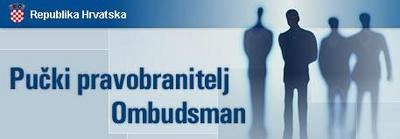 Republika Hrvatska
Pučki pravobranitelj
Ombudsman